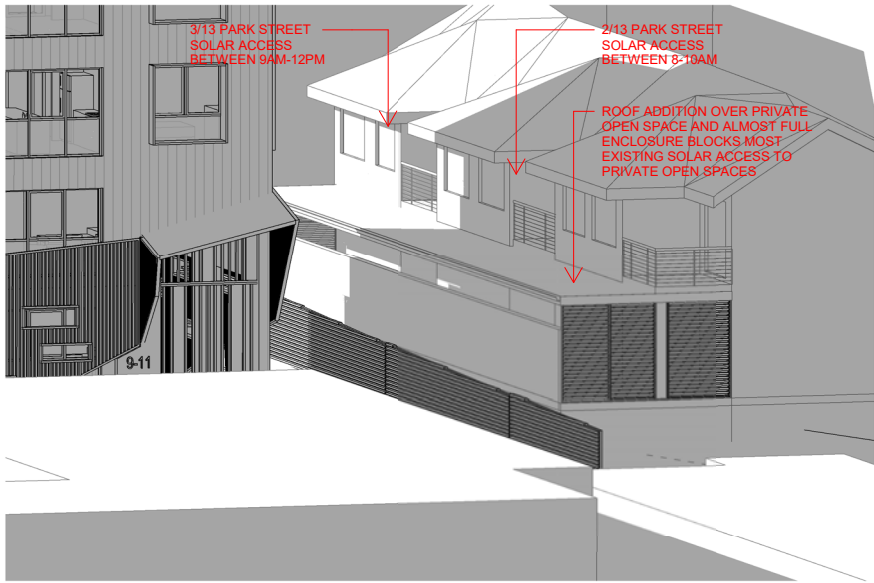 3/13 PARK STREET
SOLAR ACCESS
BETWEEN 9AM-12PM
2/13 PARK STREET
SOLAR ACCESS
BETWEEN 8-10AM
ROOF ADDITION OVER PRIVATE
OPEN SPACE AND ALMOST FULL
ENCLOSURE BLOCKS MOST
EXISTING SOLAR ACCESS TO
PRIVATE OPEN SPACES
9-11